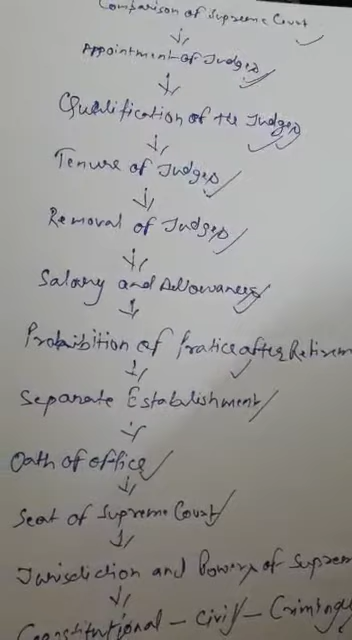 Comparison of Supreme Court
Appointment of Judges
Qualification of the Judges
Tenure of Judges
Removal of Judges
Salary and Allowances
Prohibition of Pratice after Retirem
Separate Establishment
Oath of office
Seat of Supreme Court
Jurisdiction and Powers of Suprem
Constitutional - Civil - Criminal